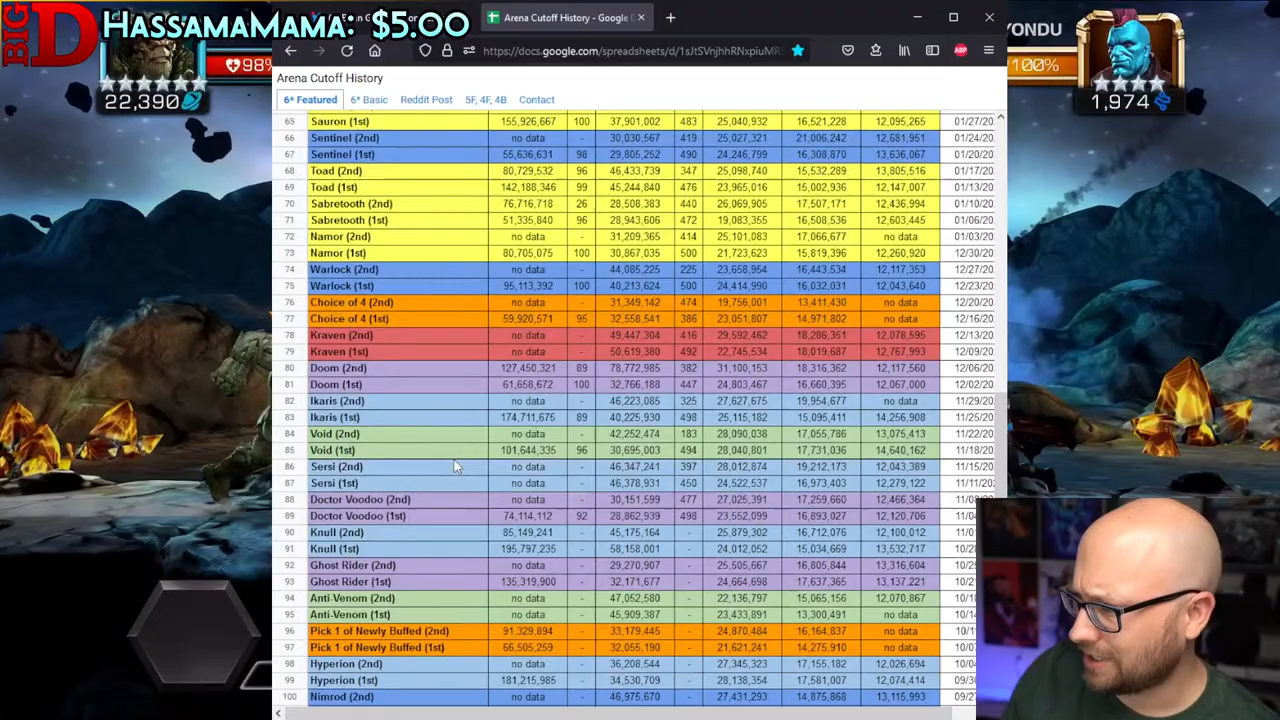 BIG D
HASSAMAMAMA: $5.00
Arena Cutoff History - Google D
https://docs.google.com/spreadsheets/d/1sJtSVnjhhRNxpiuMR
ABP
98%
22,390
YONDU
100%
1,974
Arena Cutoff History
6* Featured 6* Basic Reddit Post 5F, 4F, 4B Contact
65 Sauron (1st) 155,926,667 100 37,901,002 483 25,040,932 16,521,228 12,095,265 01/27/20
66 Sentinel (2nd) no data - 30,030,567 419 25,027,321 21,006,242 12,681,951 01/24/20
67 Sentinel (1st) 55,636,631 98 29,805,252 490 24,246,799 16,308,870 13,636,067 01/20/20
68 Toad (2nd) 80,729,532 96 46,433,739 347 25,098,740 15,532,289 13,805,516 01/17/20
69 Toad (1st) 142,188,346 99 45,244,840 476 23,965,016 15,002,936 12,147,007 01/13/20
70 Sabretooth (2nd) 76,716,718 26 28,508,383 440 26,069,905 17,507,171 12,436,994 01/10/20
71 Sabretooth (1st) 51,335,840 96 28,943,606 472 19,083,355 16,508,536 12,603,445 01/06/20
72 Namor (2nd) no data - 31,209,365 414 25,101,083 17,066,677 no data 01/03/20
73 Namor (1st) 80,705,075 100 30,867,035 500 21,723,623 15,819,396 12,260,920 12/30/20
74 Warlock (2nd) no data - 44,085,225 225 23,658,954 16,443,534 12,117,353 12/27/20
75 Warlock (1st) 95,113,392 100 40,213,624 500 24,414,990 16,032,031 12,043,640 12/23/20
76 Choice of 4 (2nd) no data - 31,349,142 474 19,756,001 13,411,430 no data 12/20/20
77 Choice of 4 (1st) 59,920,571 95 32,558,541 386 23,051,807 14,971,802 no data 12/16/20
78 Kraven (2nd) no data - 49,447,304 416 29,592,462 18,286,351 12,078,595 12/13/20
79 Kraven (1st) no data - 50,619,380 492 22,745,534 18,019,687 12,767,993 12/09/20
80 Doom (2nd) 127,450,321 89 78,772,985 382 31,100,153 18,316,362 12,117,560 12/06/20
81 Doom (1st) 61,658,672 100 32,766,188 447 24,803,467 16,660,395 12,067,000 12/02/20
82 Ikaris (2nd) no data - 46,223,085 325 27,627,675 19,954,677 no data 11/29/20
83 Ikaris (1st) 174,711,675 89 40,225,930 498 25,115,182 15,095,411 14,256,908 11/25/20
84 Void (2nd) no data - 42,252,474 183 28,090,038 17,055,786 13,075,413 11/22/20
85 Void (1st) 101,644,335 96 30,695,003 494 28,040,801 17,731,036 14,640,162 11/18/20
86 Sersi (2nd) no data - 46,347,241 397 28,012,874 19,212,173 12,043,389 11/15/20
87 Sersi (1st) no data - 46,378,931 450 24,522,537 16,973,403 12,279,122 11/11/20
88 Doctor Voodoo (2nd) no data - 30,151,599 477 27,025,391 17,259,660 12,466,364 11/08
89 Doctor Voodoo (1st) 74,114,112 92 28,862,939 498 23,552,099 16,893,027 12,120,706 11/04
90 Knull (2nd) 85,149,241 - 45,175,164 - 25,879,302 16,712,076 12,100,012 11/0
91 Knull (1st) 195,797,235 - 58,158,001 - 24,012,052 15,034,669 13,532,717 10/28
92 Ghost Rider (2nd) no data - 29,270,907 - 25,505,667 16,805,844 13,316,604 10/25
93 Ghost Rider (1st) 135,319,900 - 32,171,677 - 24,664,698 17,637,365 13,137,221 10/21
94 Anti-Venom (2nd) no data - 47,052,580 - 22,136,797 15,065,156 12,070,867 10/18
95 Anti-Venom (1st) no data - 45,909,387 - 23,433,891 13,300,491 no data 10/14
96 Pick 1 of Newly Buffed (2nd) 91,329,894 - 33,179,445 - 24,870,484 16,164,837 no data 10/1
97 Pick 1 of Newly Buffed (1st) 66,505,259 - 32,055,190 - 21,621,241 14,275,910 no data 10/07
98 Hyperion (2nd) no data - 36,208,544 - 27,345,323 17,155,182 12,026,694 10/04
99 Hyperion (1st) 181,215,985 - 34,530,709 - 28,138,354 17,581,007 12,074,414 09/30
100 Nimrod (2nd) no data - 46,975,670 - 27,431,293 14,875,868 13,115,993 09/27